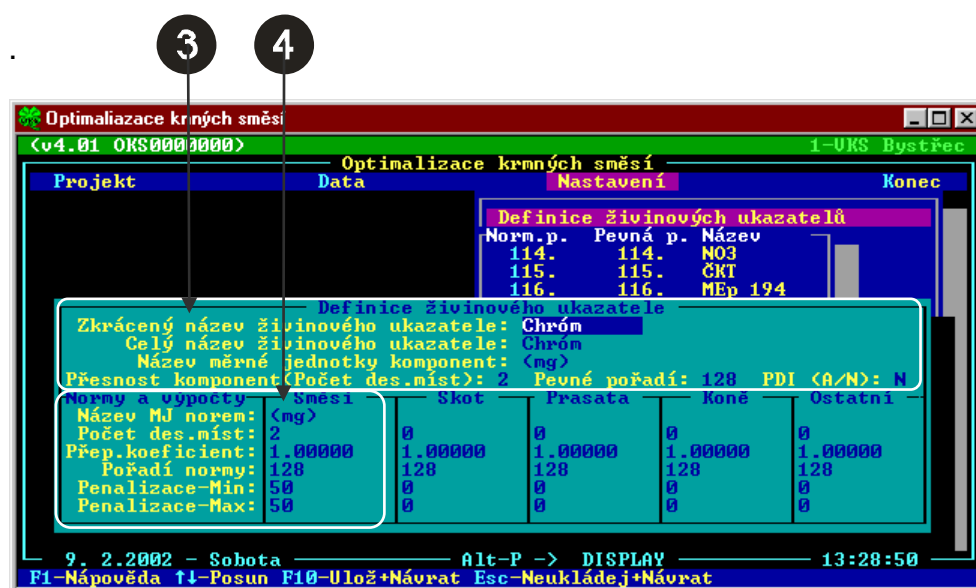 3 4
.
Optimaliazace krmných směsí
(v4.01 OKS0000000) 1-VKS Bystřec
Optimalizace krmných směsí
Projekt Data Nastavení Konec
Definice živinových ukazatelů
Norm.p. Pevná p. Název
114. 114. NO3
115. 115. ČKT
116. 116. MEp 194
Definice živinového ukazatele
Zkrácený název živinového ukazatele: Chróm
Celý název živinového ukazatele: Chróm
Název měrné jednotky komponent: (mg)
Přesnost komponent(Počet des.míst): 2 Pevné pořadí: 128 PDI (A/N): N
Normy a výpočty Směsi Skot Prasata Koně Ostatní
Název MJ norem: (mg)
Počet des.míst: 2 0 0 0 0
Přep.koeficient: 1.00000 1.00000 1.00000 1.00000 1.00000
Pořadí normy: 128 128 128 128 128
Penalizace-Min: 50 0 0 0 0
Penalizace-Max: 50 0 0 0 0
9. 2.2002 - Sobota Alt-P -> DISPLAY 13:28:50
F1-Nápověda ↑↓-Posun F10-Ulož+Návrat Esc-Neukládej+Návrat